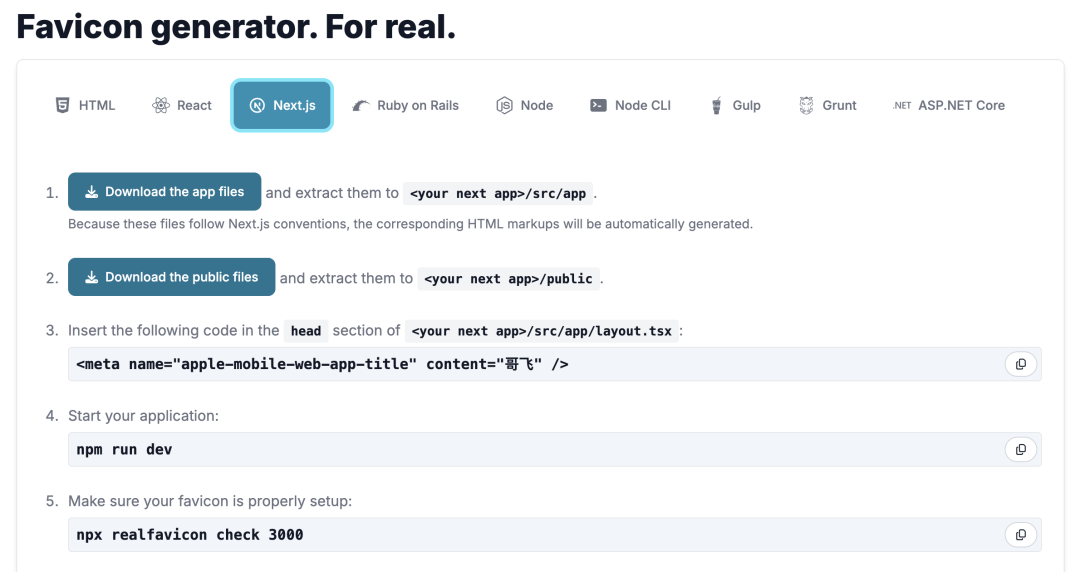 Favicon generator. For real.
HTML React Next.js Ruby on Rails Node Node CLI Gulp Grunt .NET ASP.NET Core
1. Download the app files and extract them to <your next app>/src/app .
Because these files follow Next.js conventions, the corresponding HTML markups will be automatically generated.
2. Download the public files and extract them to <your next app>/public .
3. Insert the following code in the head section of <your next app>/src/app/layout.tsx :
<meta name="apple-mobile-web-app-title" content="哥飞" />
4. Start your application:
npm run dev
5. Make sure your favicon is properly setup:
npx realfavicon check 3000